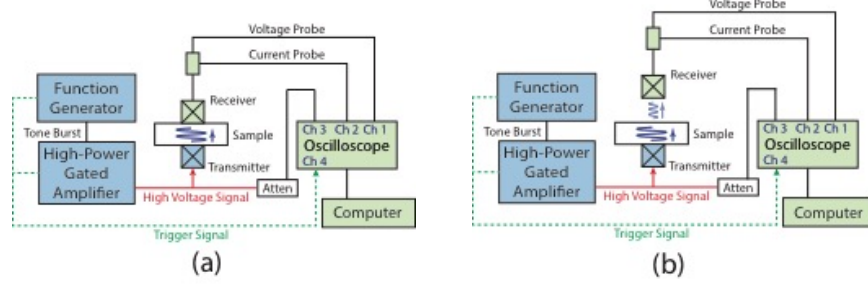 Voltage Probe
Current Probe
Function
Generator
Receiver
Tone Burst
Ch 3 Ch 2 Ch 1
Sample
Oscilloscope
High-Power
Gated
Amplifier
Ch 4
Transmitter
Atten
High Voltage Signal
Computer
Trigger Signal
(a)
Voltage Probe
Current Probe
Function
Generator
Receiver
Tone Burst
Ch 3 Ch 2 Ch 1
Sample
Oscilloscope
High-Power
Gated
Amplifier
Ch 4
Transmitter
Atten
High Voltage Signal
Computer
Trigger Signal
(b)